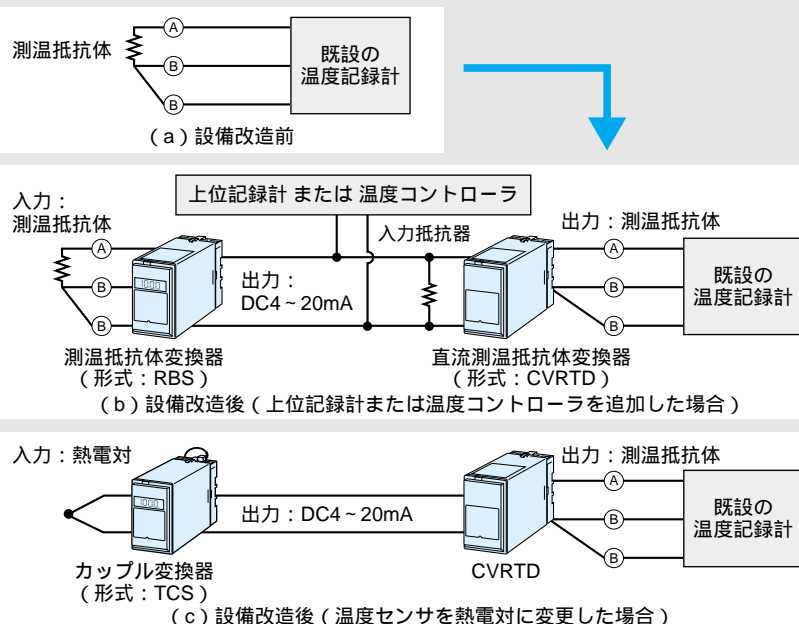 測温抵抗体
A
B
B
既設の
温度記録計
（a）設備改造前
入力：
測温抵抗体
上位記録計 または 温度コントローラ
入力抵抗器
出力：測温抵抗体
A
B
B
1000
出力：
DC4～20mA
A
B
B
既設の
温度記録計
測温抵抗体変換器
（形式：RBS）
直流測温抵抗体変換器
（形式：CVRTD）
（b）設備改造後（上位記録計または温度コントローラを追加した場合）
入力：熱電対
1000
出力：DC4～20mA
出力：測温抵抗体
A
B
B
既設の
温度記録計
カップル変換器
（形式：TCS）
CVRTD
（c）設備改造後（温度センサを熱電対に変更した場合）